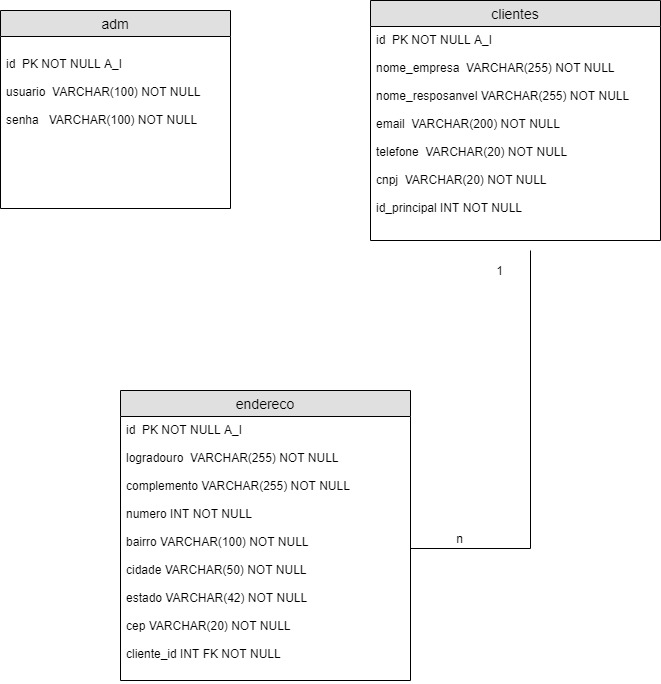 adm
id PK NOT NULL A_I
usuario VARCHAR(100) NOT NULL
senha VARCHAR(100) NOT NULL
clientes
id PK NOT NULL A_I
nome_empresa VARCHAR(255) NOT NULL
nome_resposanvel VARCHAR(255) NOT NULL
email VARCHAR(200) NOT NULL
telefone VARCHAR(20) NOT NULL
cnpj VARCHAR(20) NOT NULL
id_principal INT NOT NULL
1
endereco
id PK NOT NULL A_I
logradouro VARCHAR(255) NOT NULL
complemento VARCHAR(255) NOT NULL
numero INT NOT NULL
bairro VARCHAR(100) NOT NULL
cidade VARCHAR(50) NOT NULL
estado VARCHAR(42) NOT NULL
cep VARCHAR(20) NOT NULL
cliente_id INT FK NOT NULL
n